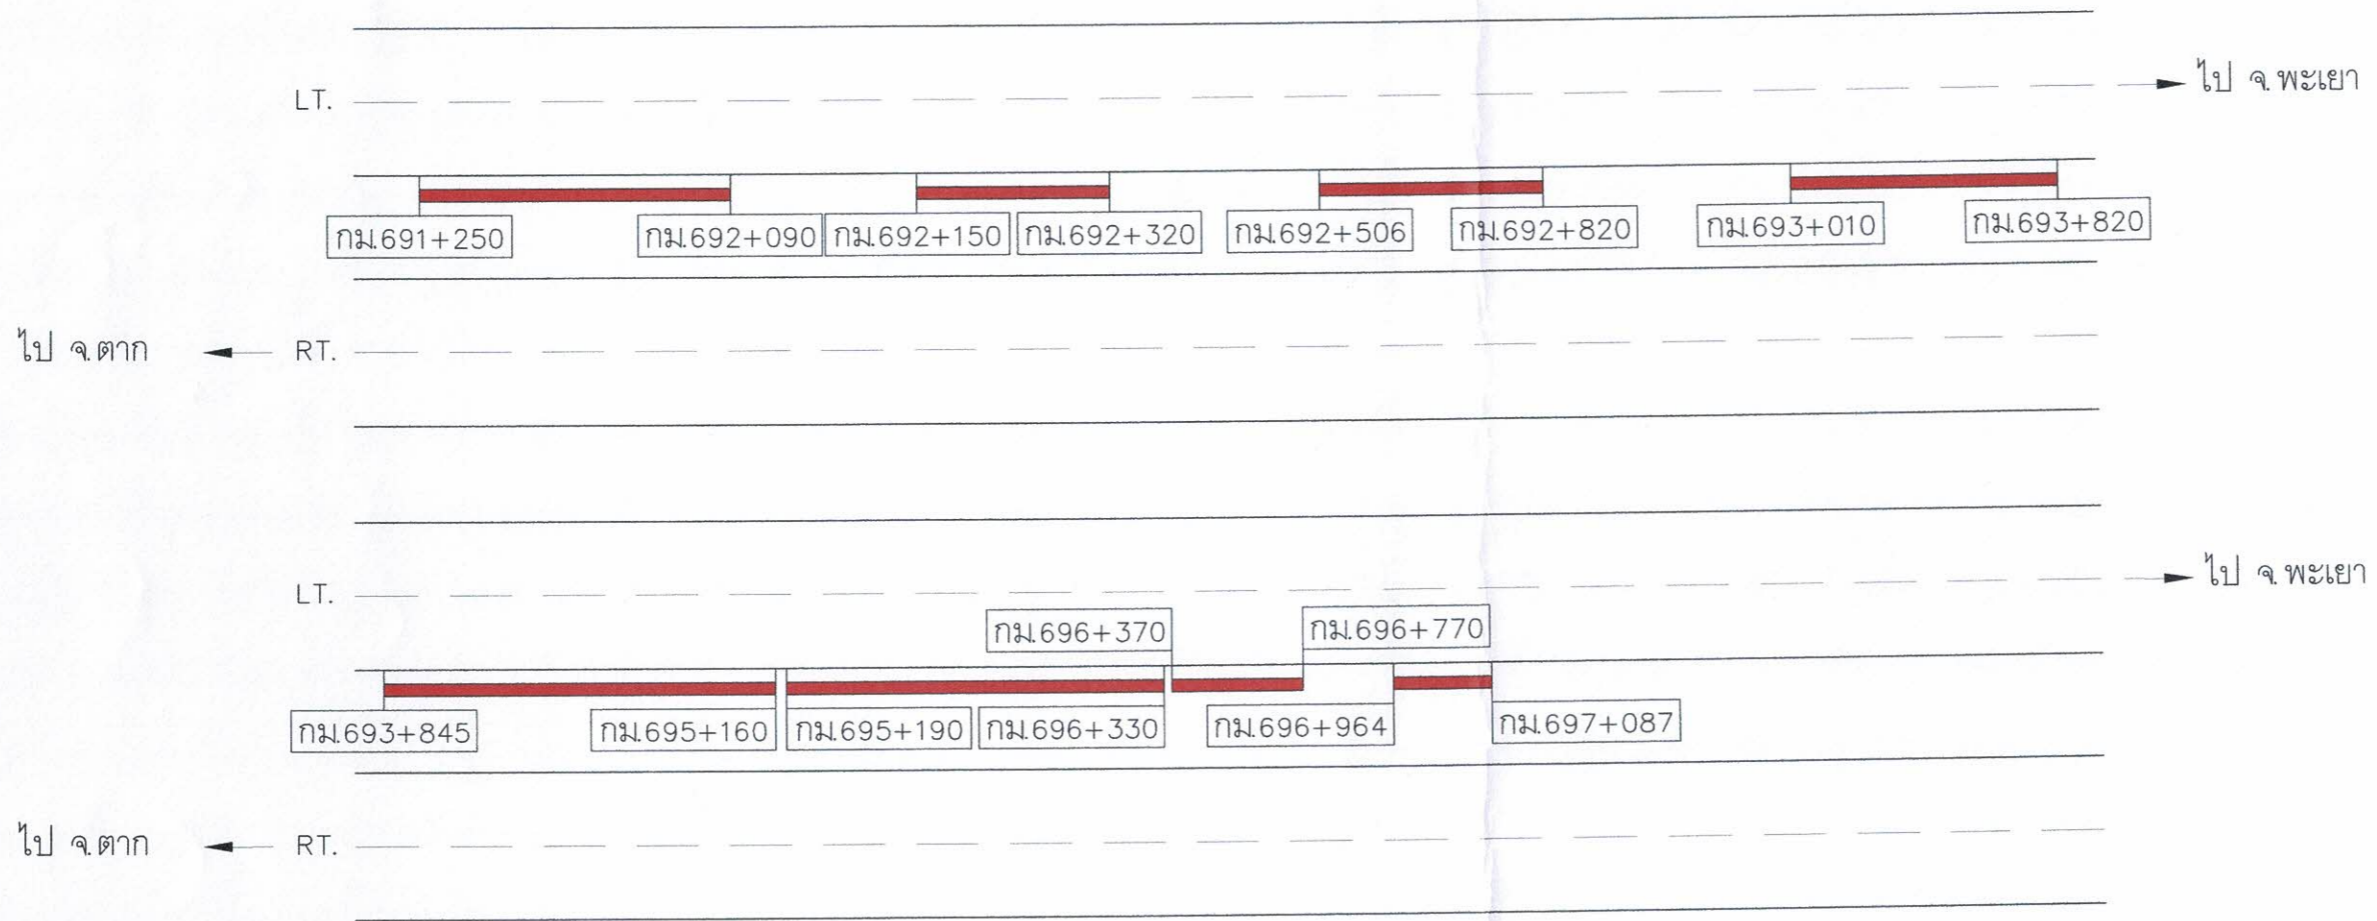 LT.
ไป จ.พะเยา
กม.691+250
กม.692+090
กม.692+150
กม.692+320
กม.692+506
กม.692+820
กม.693+010
กม.693+820
ไป จ.ตาก
RT.
LT.
ไป จ.พะเยา
กม.696+370
กม.696+770
กม.693+845
กม.695+160
กม.695+190
กม.696+330
กม.696+964
กม.697+087
ไป จ.ตาก
RT.